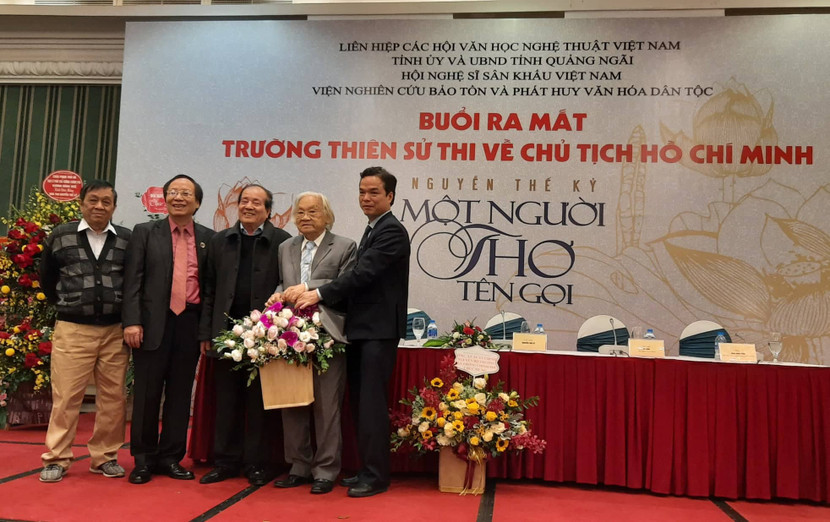 LIÊN HIỆP CÁC HỘI VĂN HỌC NGHỆ THUẬT VIỆT NAM
TỈNH ỦY VÀ UBND TỈNH QUẢNG NGÃI
HỘI NGHỆ SĨ SÂN KHẤU VIỆT NAM
VIỆN NGHIÊN CỨU BẢO TỒN VÀ PHÁT HUY VĂN HÓA DÂN TỘC
BUỔI RA MẮT
TRƯỜNG THIÊN SỬ THI VỀ CHỦ TỊCH HỒ CHÍ MINH
NGUYỄN THẾ KỶ
MỘT NGƯỜI
THƠ
TÊN GỌI